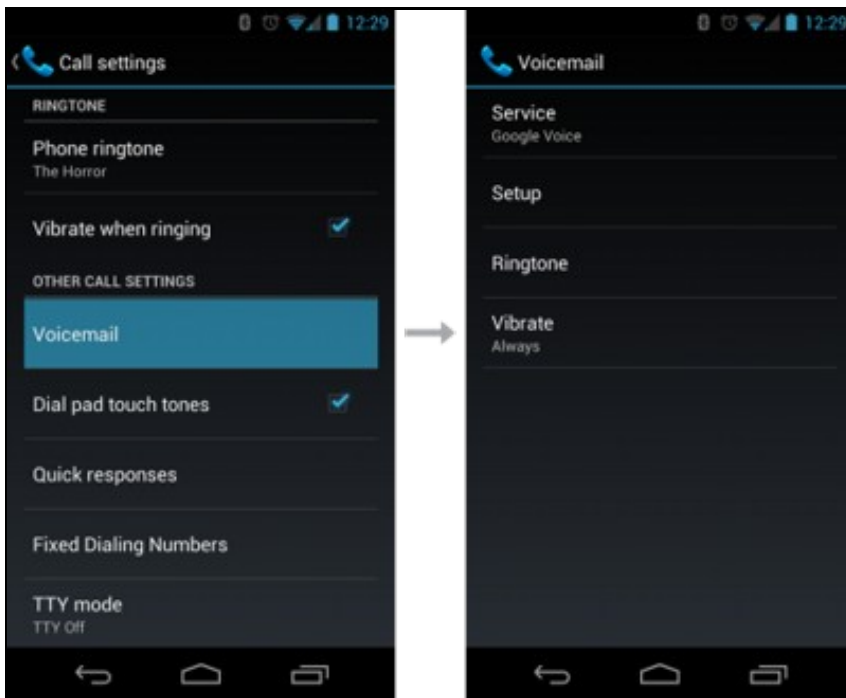 12:29
Call settings
RINGTONE
Phone ringtone
The Horror
Vibrate when ringing
OTHER CALL SETTINGS
Voicemail
Dial pad touch tones
Quick responses
Fixed Dialing Numbers
TTY mode
TTY Off
12:29
Voicemail
Service
Google Voice
Setup
Ringtone
Vibrate
Always